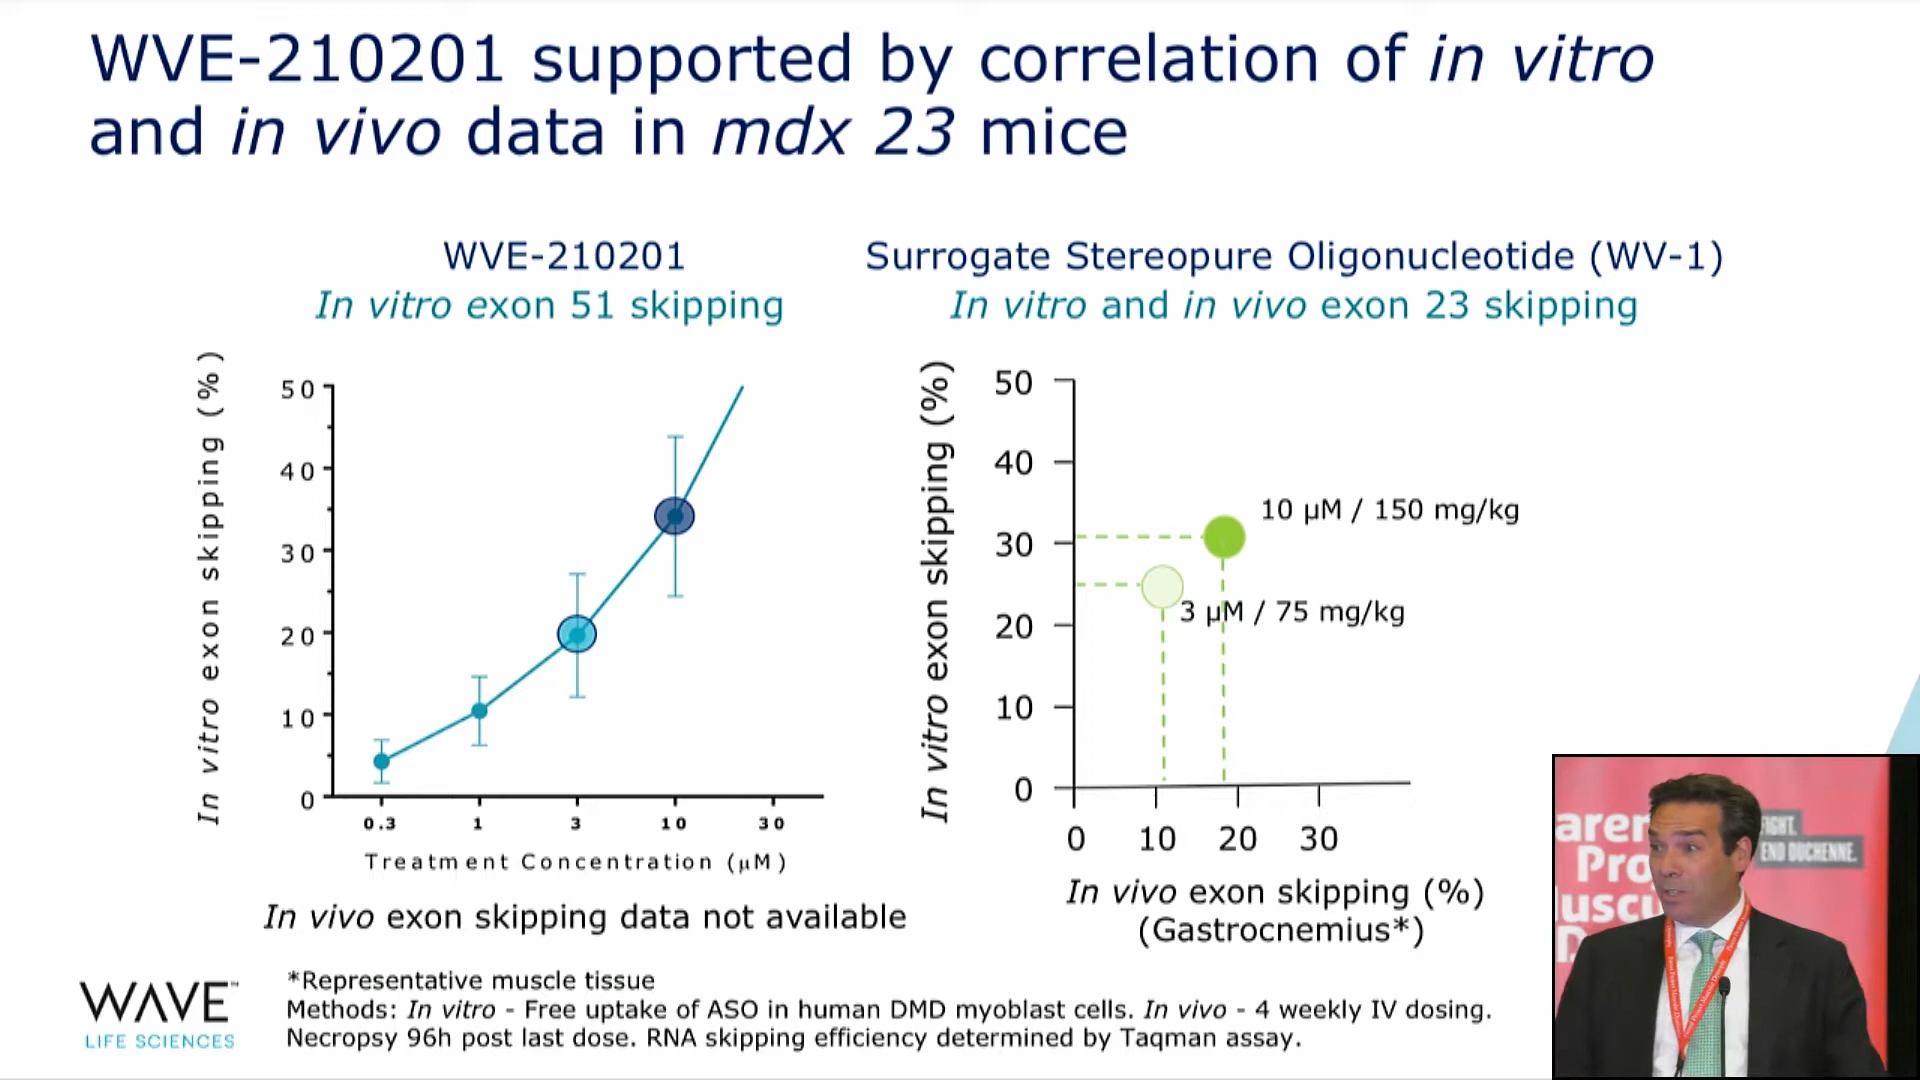 WVE-210201 supported by correlation of in vitro
and in vivo data in mdx 23 mice
WVE-210201
In vitro exon 51 skipping
In vitro exon skipping (%)
50
40
30
20
10
0
0.3 1 3 10 30
Treatment Concentration (µM)
In vivo exon skipping data not available
Surrogate Stereopure Oligonucleotide (WV-1)
In vitro and in vivo exon 23 skipping
In vitro exon skipping (%)
50
40
30
20
10
0
10 µM / 150 mg/kg
3 µM / 75 mg/kg
0 10 20 30
In vivo exon skipping (%)
(Gastrocnemius*)
*Representative muscle tissue
Methods: In vitro - Free uptake of ASO in human DMD myoblast cells. In vivo - 4 weekly IV dosing.
Necropsy 96h post last dose. RNA skipping efficiency determined by Taqman assay.
WAVE™
LIFE SCIENCES
END DUCHENNE.